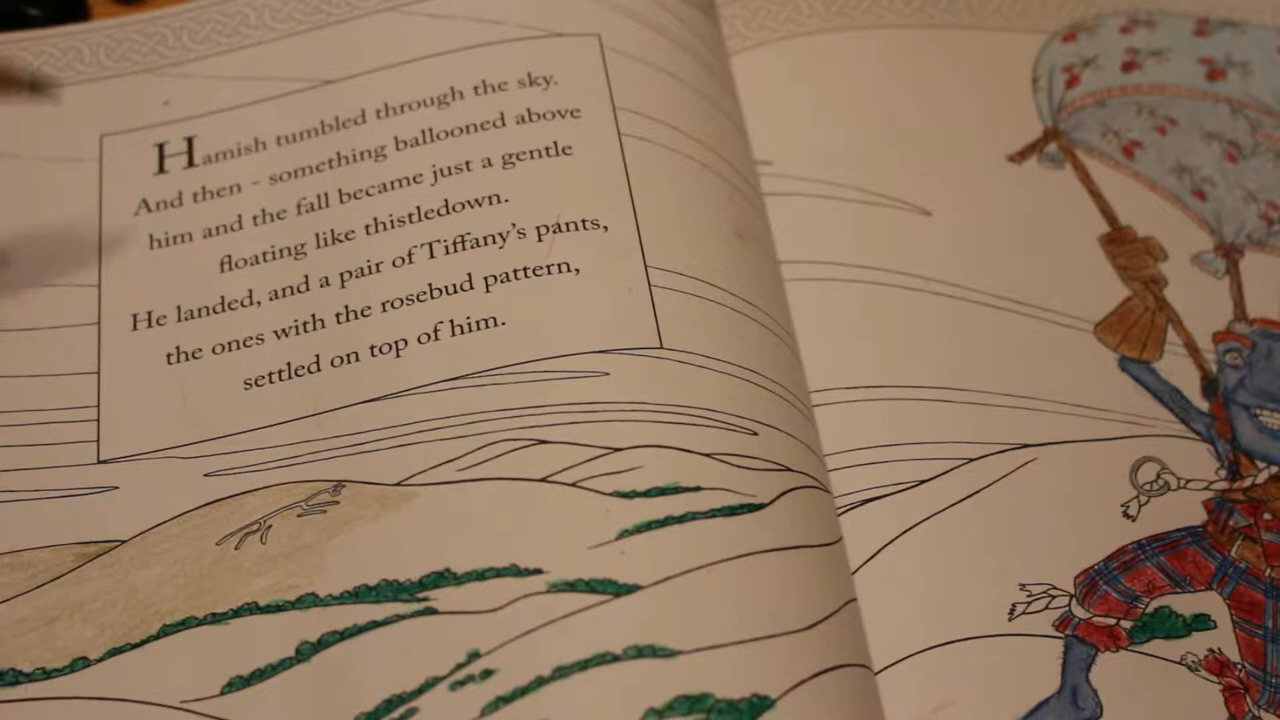 Hamish tumbled through the sky.
And then - something ballooned above
him and the fall became just a gentle
floating like thistledown.
He landed, and a pair of Tiffany's pants,
the ones with the rosebud pattern,
settled on top of him.